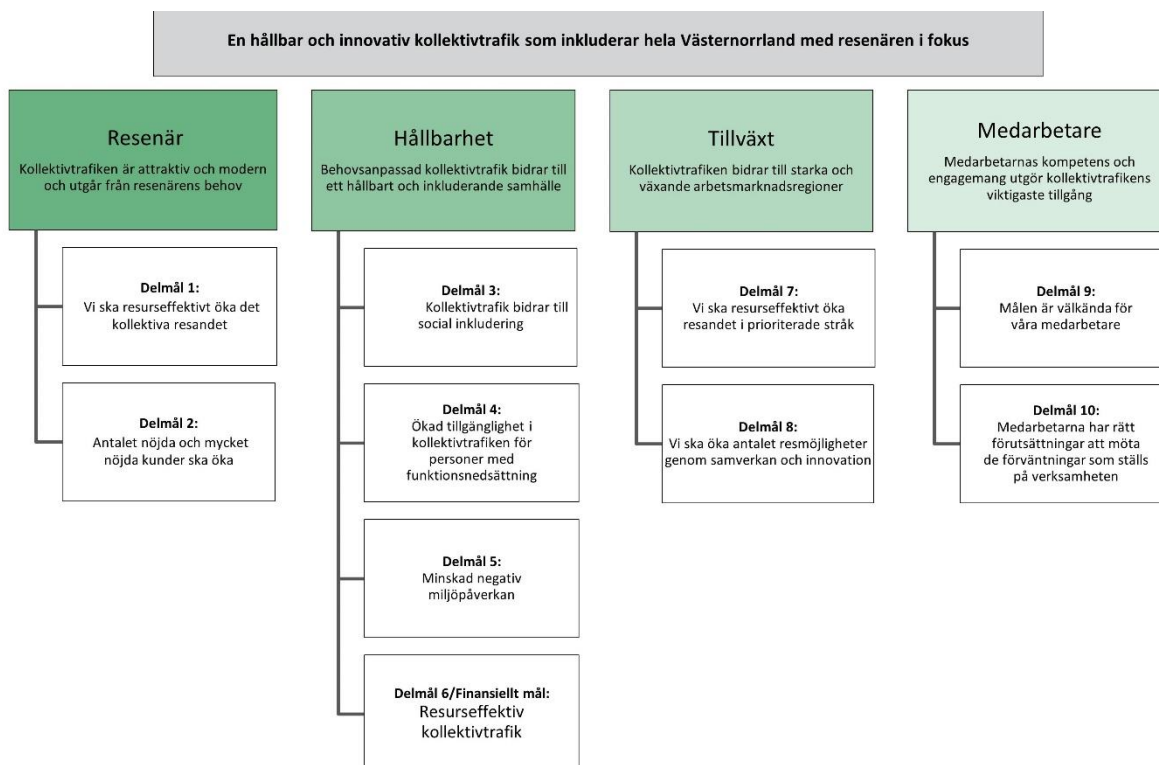 En hållbar och innovativ kollektivtrafik som inkluderar hela Västernorrland med resenären i fokus
Resenär
Kollektivtrafiken är attraktiv och modern
och utgår från resenärens behov
Delmål 1:
Vi ska resurseffektivt öka det
kollektiva resandet
Delmål 2:
Antalet nöjda och mycket
nöjda kunder ska öka
Hållbarhet
Behovsanpassad kollektivtrafik bidrar till
ett hållbart och inkluderande samhälle
Delmål 3:
Kollektivtrafik bidrar till
social inkludering
Delmål 4:
Ökad tillgänglighet i
kollektivtrafiken för
personer med
funktionsnedsättning
Delmål 5:
Minskad negativ
miljöpåverkan
Delmål 6/Finansiellt mål:
Resurseffektiv
kollektivtrafik
Tillväxt
Kollektivtrafiken bidrar till starka och
växande arbetsmarknadsregioner
Delmål 7:
Vi ska resurseffektivt öka
resandet i prioriterade stråk
Delmål 8:
Vi ska öka antalet resmöjligheter
genom samverkan och innovation
Medarbetare
Medarbetarnas kompetens och
engagemang utgör kollektivtrafikens
viktigaste tillgång
Delmål 9:
Målen är välkända för
våra medarbetare
Delmål 10:
Medarbetarna har rätt
förutsättningar att möta
de förväntningar som ställs
på verksamheten